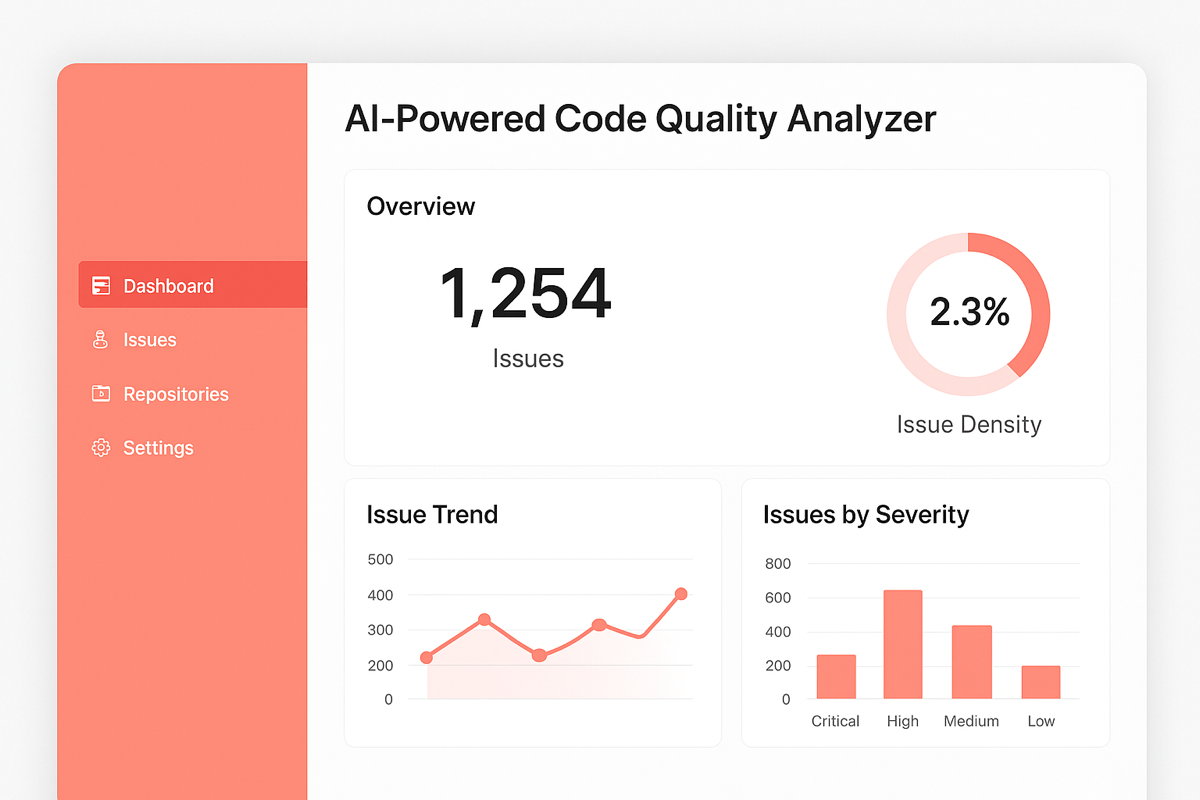 AI-Powered Code Quality Analyzer
Dashboard
Issues
Repositories
Settings
Overview
1,254
Issues
2.3%
Issue Density
Issue Trend
500
400
300
200
0
Issues by Severity
800
600
400
200
0
Critical High Medium Low